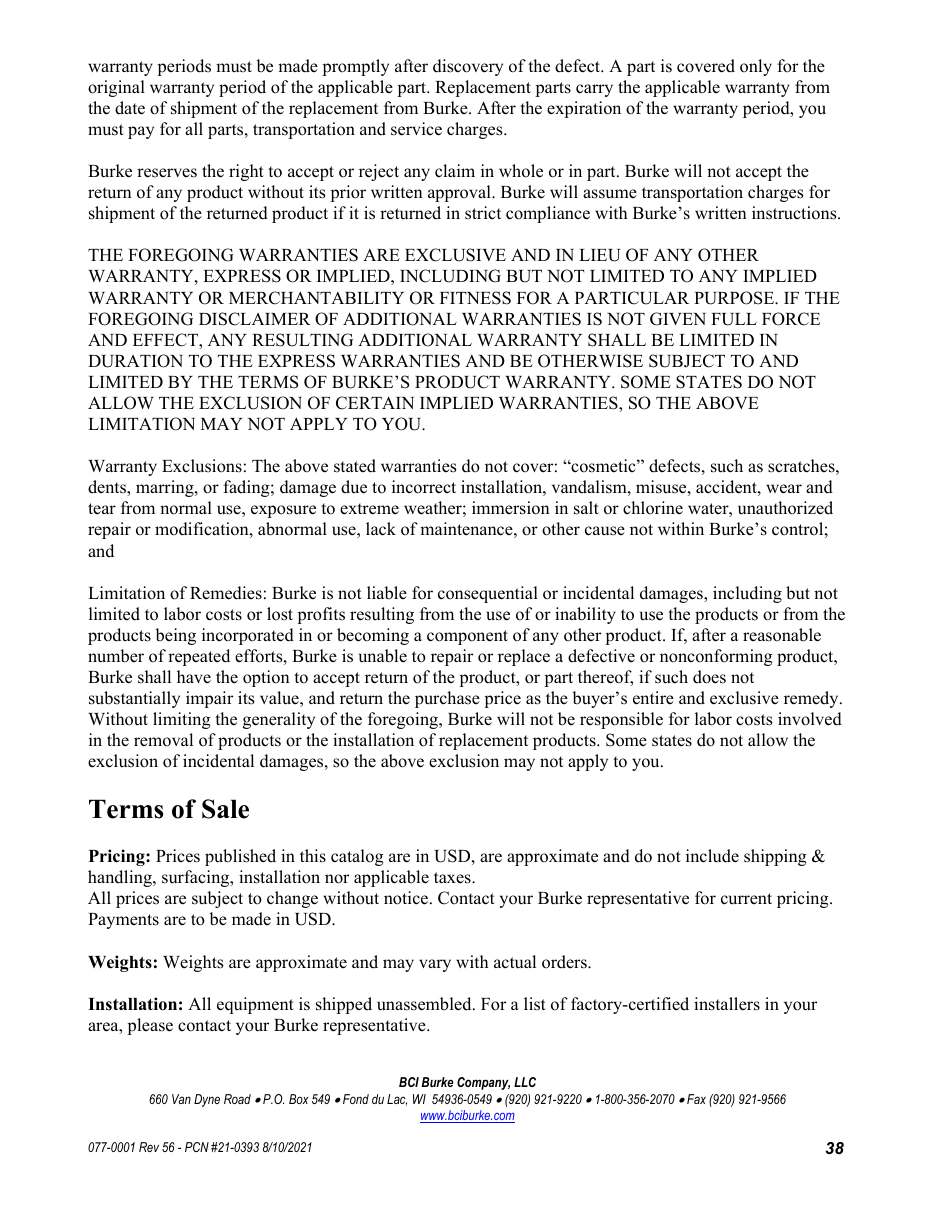 warranty periods must be made promptly after discovery of the defect. A part is covered only for the
original warranty period of the applicable part. Replacement parts carry the applicable warranty from
the date of shipment of the replacement from Burke. After the expiration of the warranty period, you
must pay for all parts, transportation and service charges.
Burke reserves the right to accept or reject any claim in whole or in part. Burke will not accept the
return of any product without its prior written approval. Burke will assume transportation charges for
shipment of the returned product if it is returned in strict compliance with Burke’s written instructions.
THE FOREGOING WARRANTIES ARE EXCLUSIVE AND IN LIEU OF ANY OTHER
WARRANTY, EXPRESS OR IMPLIED, INCLUDING BUT NOT LIMITED TO ANY IMPLIED
WARRANTY OR MERCHANTABILITY OR FITNESS FOR A PARTICULAR PURPOSE. IF THE
FOREGOING DISCLAIMER OF ADDITIONAL WARRANTIES IS NOT GIVEN FULL FORCE
AND EFFECT, ANY RESULTING ADDITIONAL WARRANTY SHALL BE LIMITED IN
DURATION TO THE EXPRESS WARRANTIES AND BE OTHERWISE SUBJECT TO AND
LIMITED BY THE TERMS OF BURKE’S PRODUCT WARRANTY. SOME STATES DO NOT
ALLOW THE EXCLUSION OF CERTAIN IMPLIED WARRANTIES, SO THE ABOVE
LIMITATION MAY NOT APPLY TO YOU.
Warranty Exclusions: The above stated warranties do not cover: “cosmetic” defects, such as scratches,
dents, marring, or fading; damage due to incorrect installation, vandalism, misuse, accident, wear and
tear from normal use, exposure to extreme weather; immersion in salt or chlorine water, unauthorized
repair or modification, abnormal use, lack of maintenance, or other cause not within Burke’s control;
and
Limitation of Remedies: Burke is not liable for consequential or incidental damages, including but not
limited to labor costs or lost profits resulting from the use of or inability to use the products or from the
products being incorporated in or becoming a component of any other product. If, after a reasonable
number of repeated efforts, Burke is unable to repair or replace a defective or nonconforming product,
Burke shall have the option to accept return of the product, or part thereof, if such does not
substantially impair its value, and return the purchase price as the buyer’s entire and exclusive remedy.
Without limiting the generality of the foregoing, Burke will not be responsible for labor costs involved
in the removal of products or the installation of replacement products. Some states do not allow the
exclusion of incidental damages, so the above exclusion may not apply to you.
Terms of Sale
Pricing: Prices published in this catalog are in USD, are approximate and do not include shipping &
handling, surfacing, installation nor applicable taxes.
All prices are subject to change without notice. Contact your Burke representative for current pricing.
Payments are to be made in USD.
Weights: Weights are approximate and may vary with actual orders.
Installation: All equipment is shipped unassembled. For a list of factory-certified installers in your
area, please contact your Burke representative.
BCI Burke Company, LLC
660 Van Dyne Road • P.O. Box 549 • Fond du Lac, WI 54936-0549 • (920) 921-9220 • 1-800-356-2070 • Fax (920) 921-9566
www.bciburke.com
077-0001 Rev 56 - PCN #21-0393 8/10/2021
38